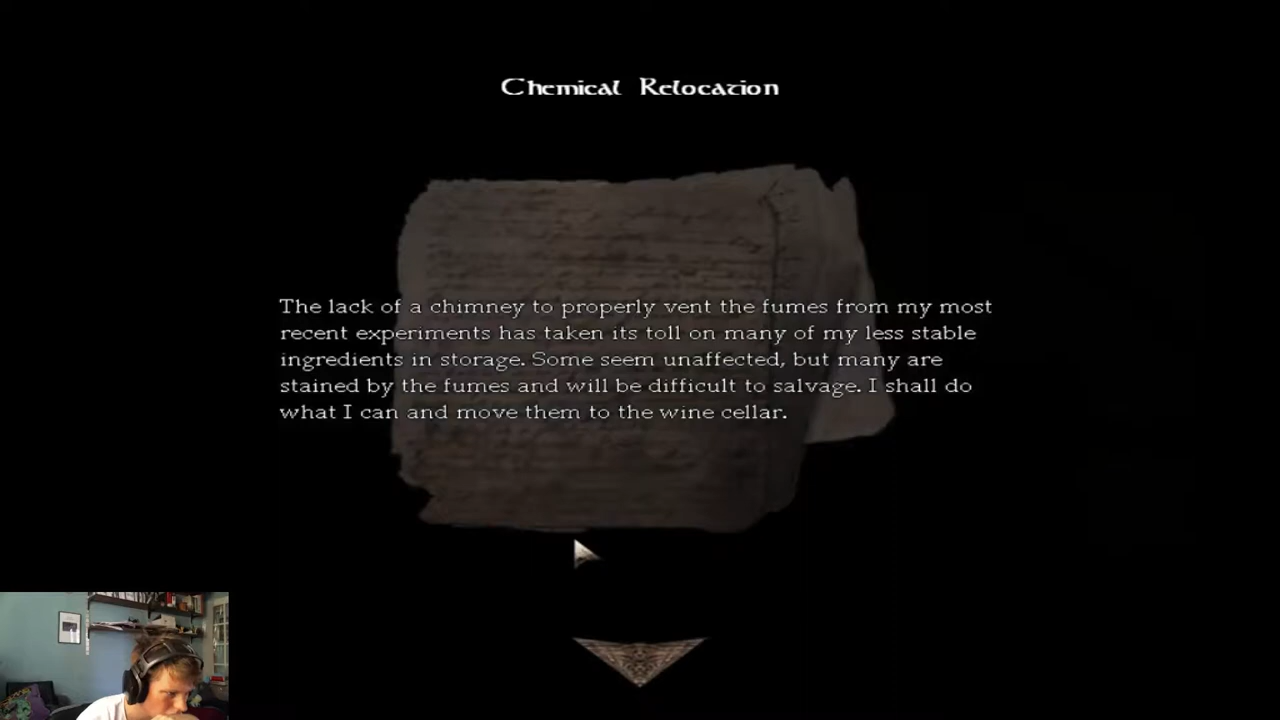 Chemical Relocation
The lack of a chimney to properly vent the fumes from my most
recent experiments has taken its toll on many of my less stable
ingredients in storage. Some seem unaffected, but many are
stained by the fumes and will be difficult to salvage. I shall do
what I can and move them to the wine cellar.